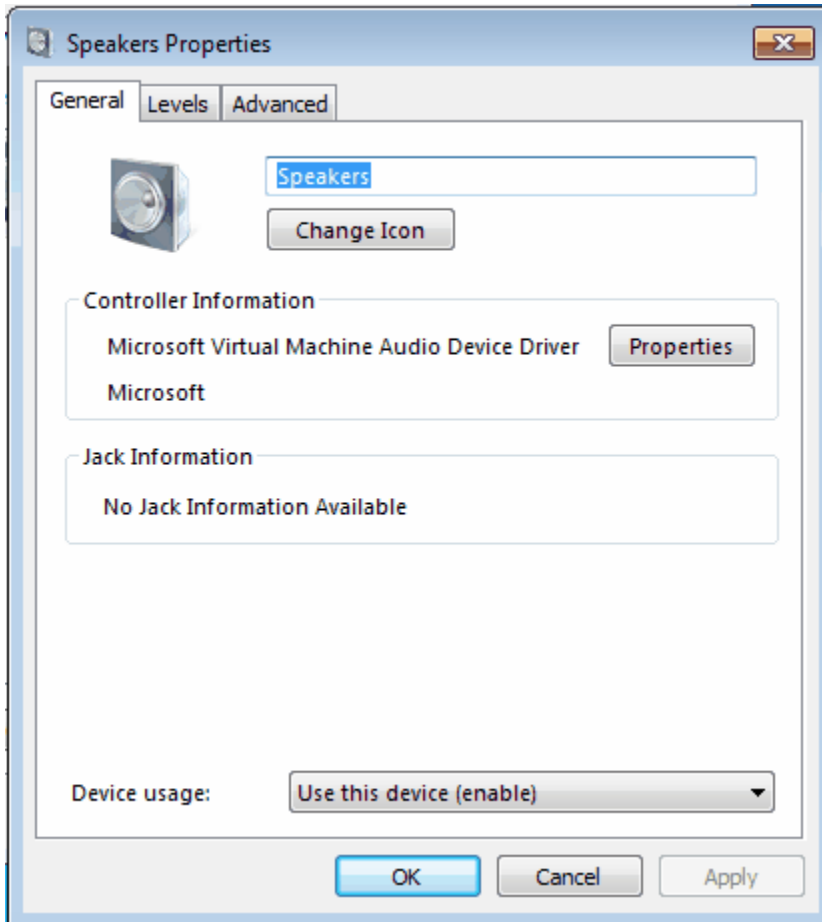 Speakers Properties
General Levels Advanced
Speakers
Change Icon
Controller Information
Microsoft Virtual Machine Audio Device Driver Properties
Microsoft
Jack Information
No Jack Information Available
Device usage: Use this device (enable)
OK Cancel Apply